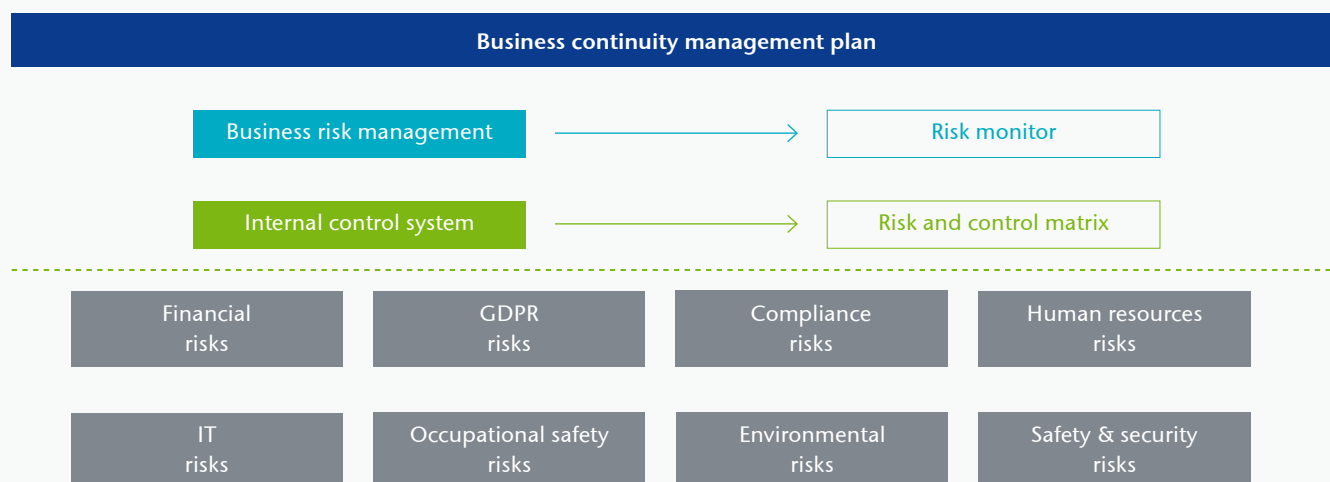 Business continuity management plan
Business risk management
Risk monitor
Internal control system
Risk and control matrix
Financial
risks
GDPR
risks
Compliance
risks
Human resources
risks
IT
risks
Occupational safety
risks
Environmental
risks
Safety & security
risks